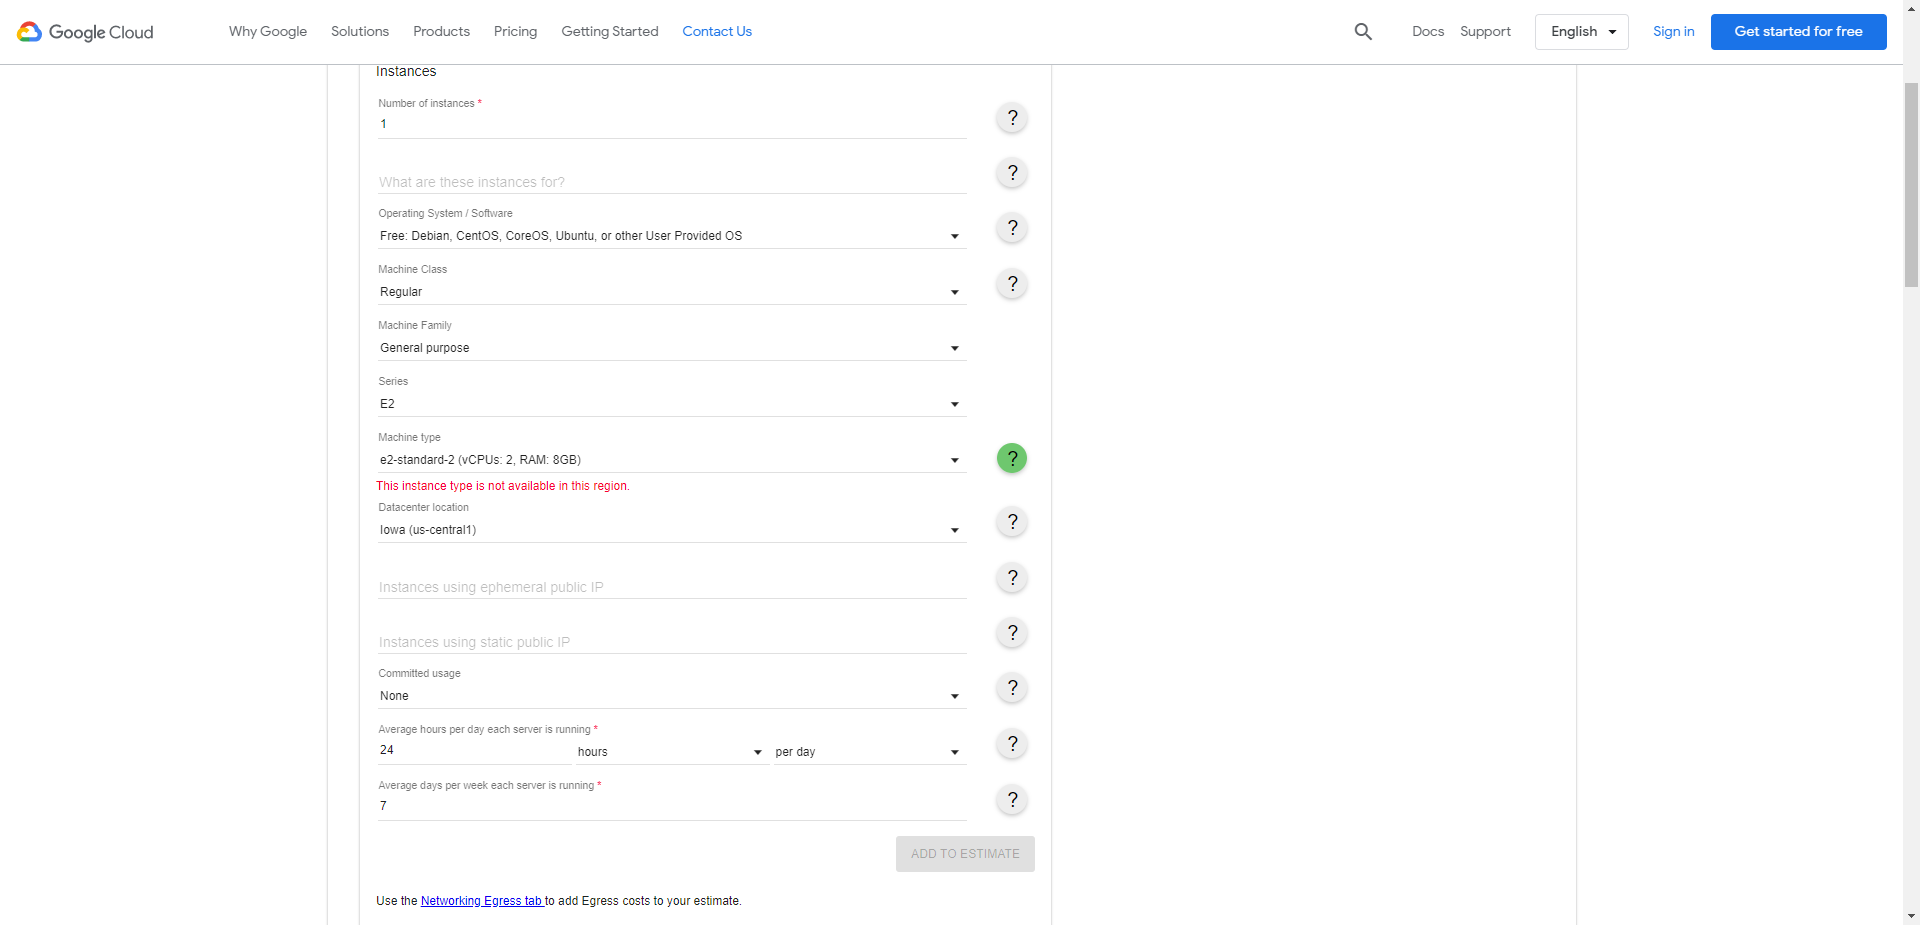 Google Cloud
Why Google
Solutions
Products
Pricing
Getting Started
Contact Us
Docs
Support
English
Sign in
Get started for free
Instances
Number of instances *
1
?
What are these instances for?
?
Operating System / Software
Free: Debian, CentOS, CoreOS, Ubuntu, or other User Provided OS
?
Machine Class
Regular
?
Machine Family
General purpose
Series
E2
Machine type
e2-standard-2 (vCPUs: 2, RAM: 8GB)
?
This instance type is not available in this region.
Datacenter location
Iowa (us-central1)
?
Instances using ephemeral public IP
?
Instances using static public IP
?
Committed usage
None
?
Average hours per day each server is running *
24
hours
per day
?
Average days per week each server is running *
7
?
ADD TO ESTIMATE
Use the Networking Egress tab to add Egress costs to your estimate.